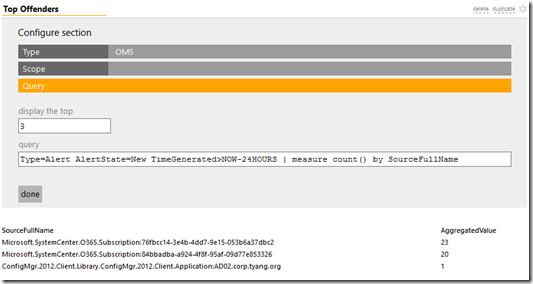 Top Offenders
delete duplicate
Configure section
Type OMS
Scope
Query
display the top
3
query
Type=Alert AlertState=New TimeGenerated>NOW-24HOURS | measure count() by SourceFullName
done
SourceFullName AggregatedValue
Microsoft.SystemCenter.O365.Subscription:76fbcc14-3e4b-4dd7-9e15-053b6a37dbc2 23
Microsoft.SystemCenter.O365.Subscription:84bbadba-a924-4f8f-95af-09d77e853326 20
ConfigMgr.2012.Client.Library.ConfigMgr.2012.Client.Application:AD02.corp.tyang.org 1